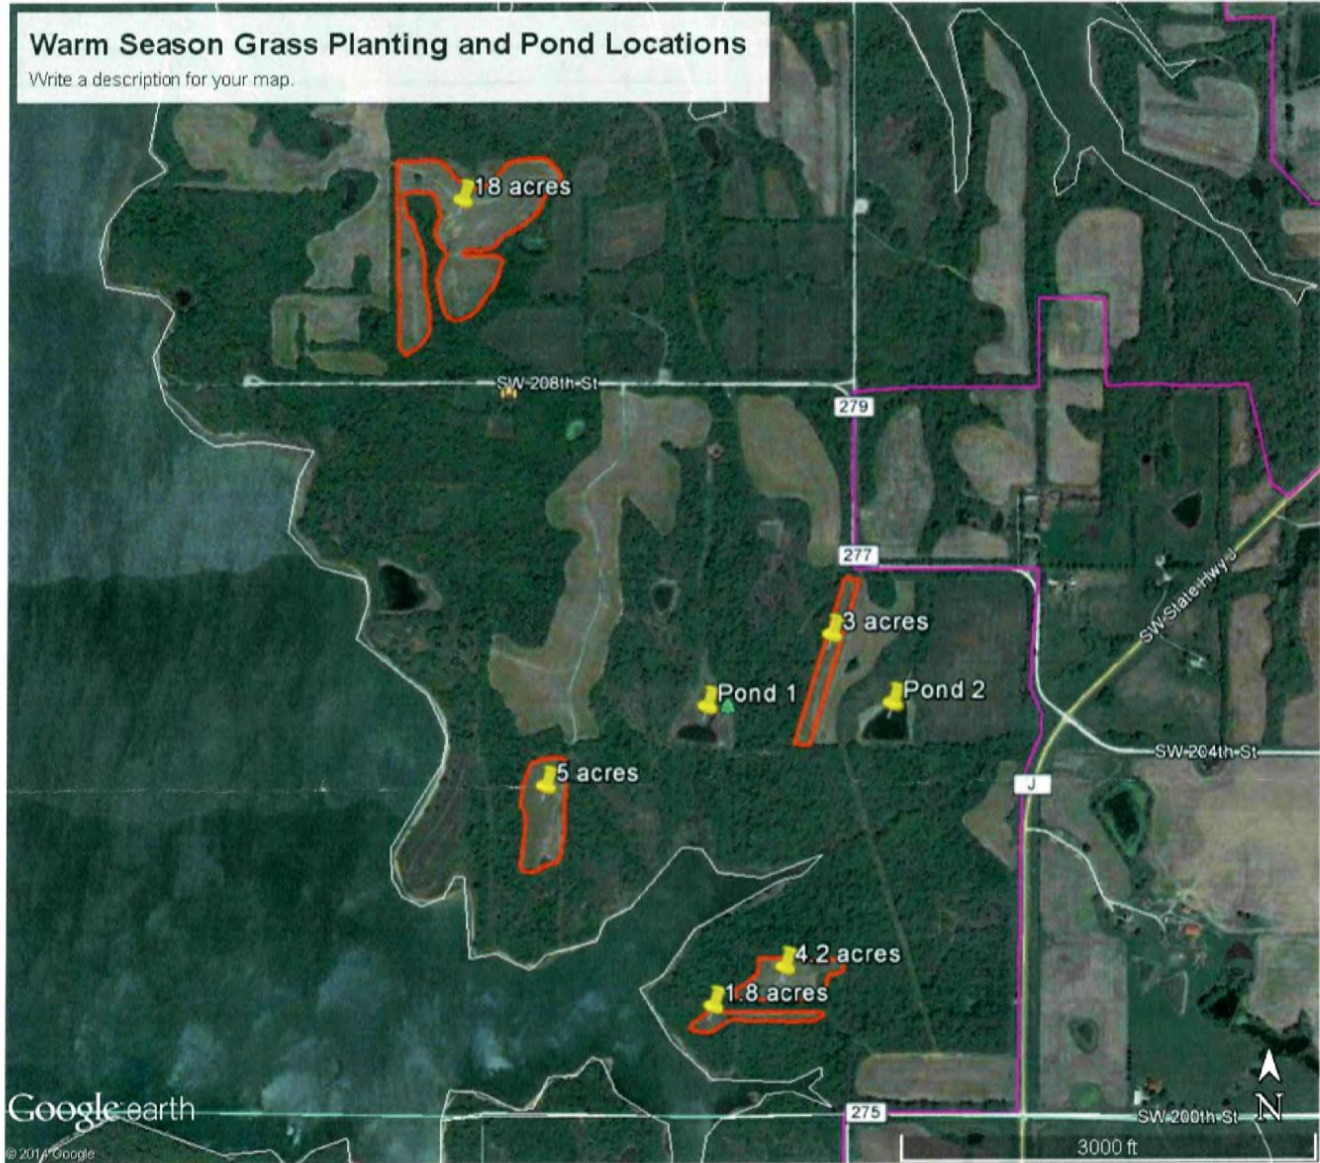 Warm Season Grass Planting and Pond Locations
Write a description for your map.
18 acres
SW 208th St
279
277
3 acres
SW State Hwy J
Pond 1
Pond 2
SW 204th St
5 acres
J
4.2 acres
1.8 acres
Google earth
275
SW 200th St
N
© 2014 Google
3000 ft